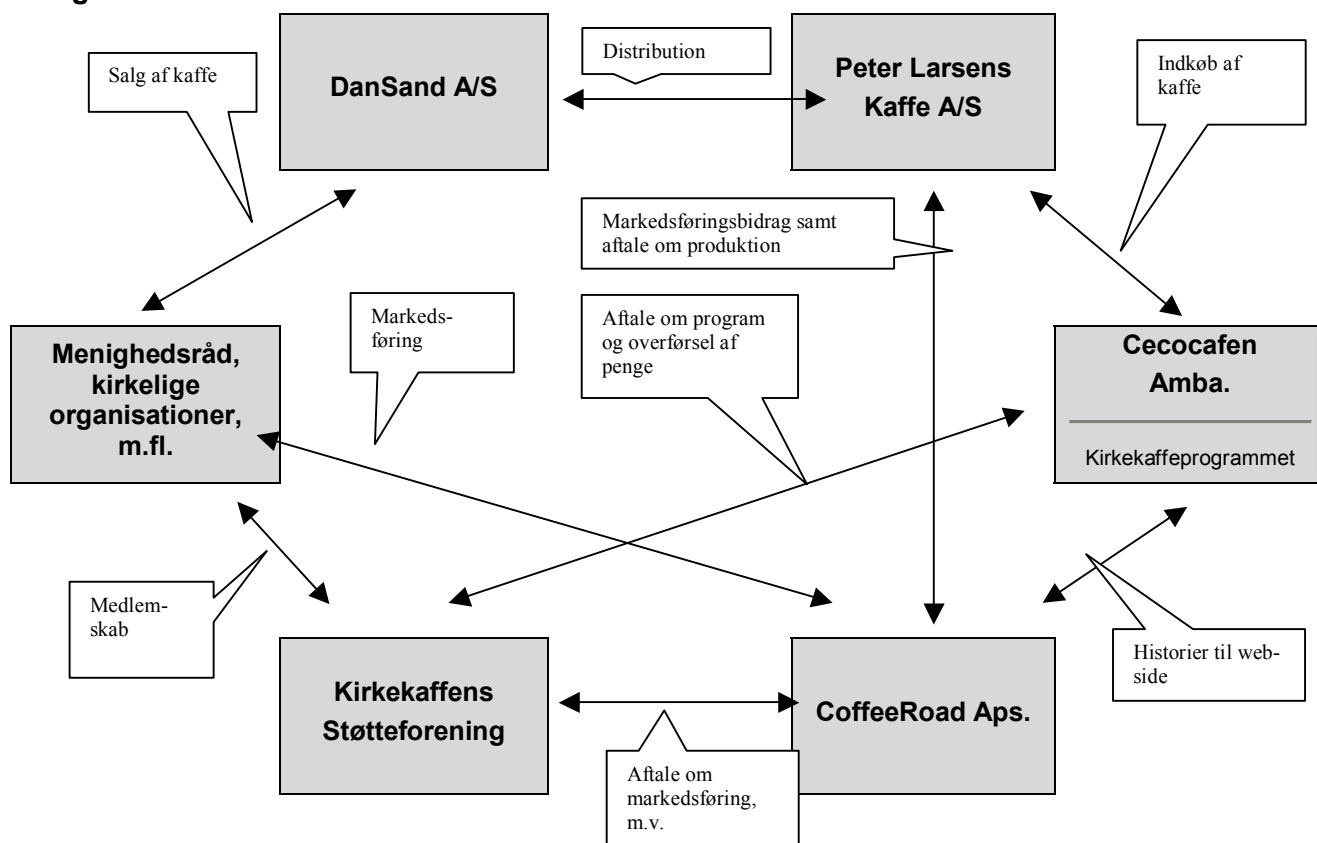 Salg af kaffe
DanSand A/S
Distribution
Peter Larsens
Kaffe A/S
Indkøb af
kaffe
Markedsføringsbidrag samt
aftale om produktion
Menighedsråd,
kirkelige
organisationer,
m.fl.
Markeds-
føring
Aftale om program
og overførsel af
penge
Cecocafen
Amba.
Kirkekaffeprogrammet
Medlem-
skab
Kirkekaffens
Støtteforening
Aftale om
markedsføring,
m.v.
CoffeeRoad Aps.
Historier til web-
side